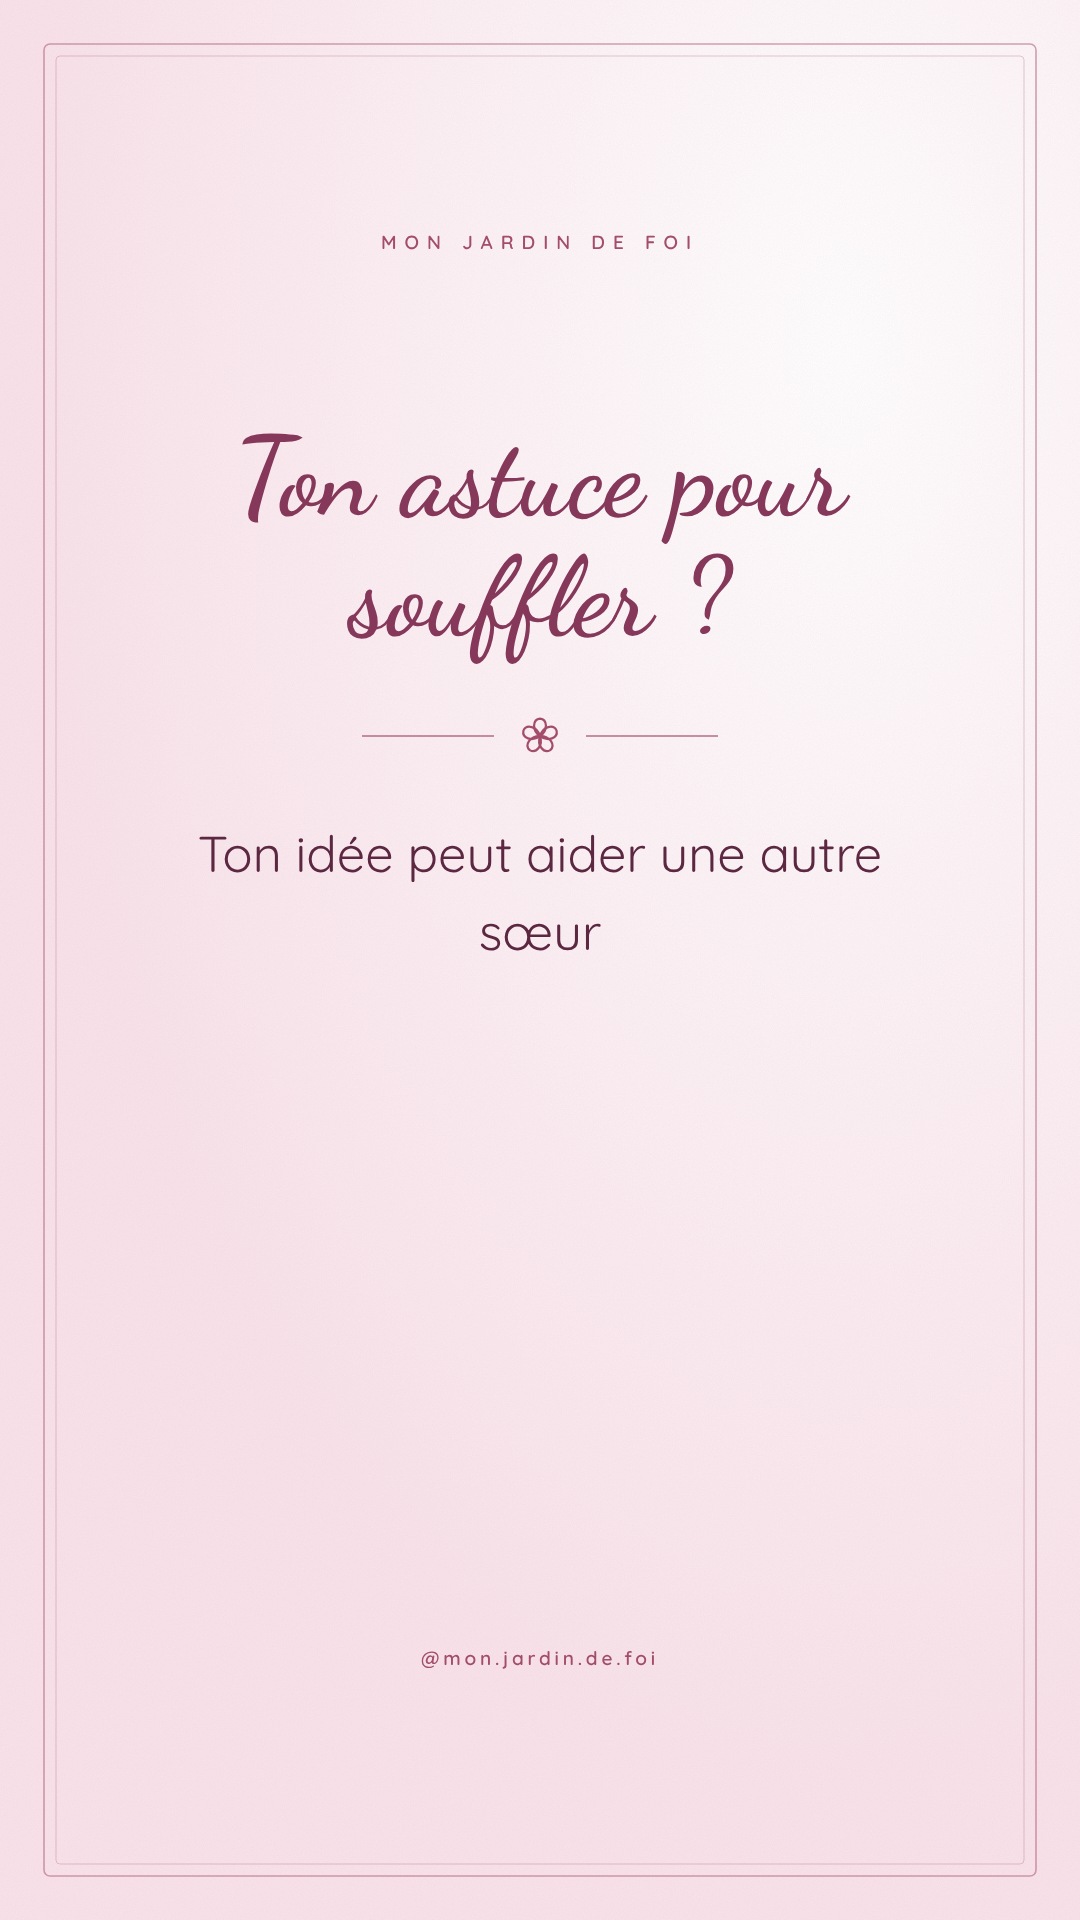 MON JARDIN DE FOI
Ton astuce pour
souffler ?
Ton idée peut aider une autre
sœur
@mon.jardin.de.foi